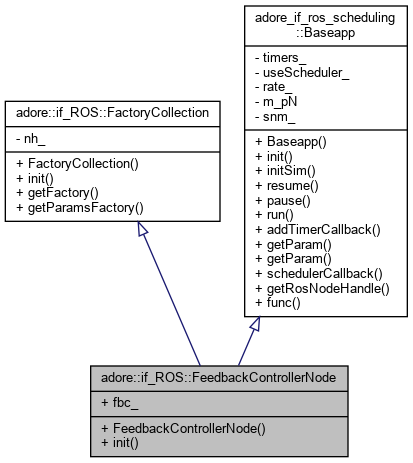 adore_if_ros_scheduling
::Baseapp
- timers_
- useScheduler_
- rate_
- m_pN
- snm_
+ Baseapp()
+ init()
+ initSim()
+ resume()
+ pause()
+ run()
+ addTimerCallback()
+ getParam()
+ getParam()
+ schedulerCallback()
+ getRosNodeHandle()
+ func()
adore::if_ROS::FactoryCollection
- nh_
+ FactoryCollection()
+ init()
+ getFactory()
+ getParamsFactory()
adore::if_ROS::FeedbackControllerNode
+ fbc_
+ FeedbackControllerNode()
+ init()